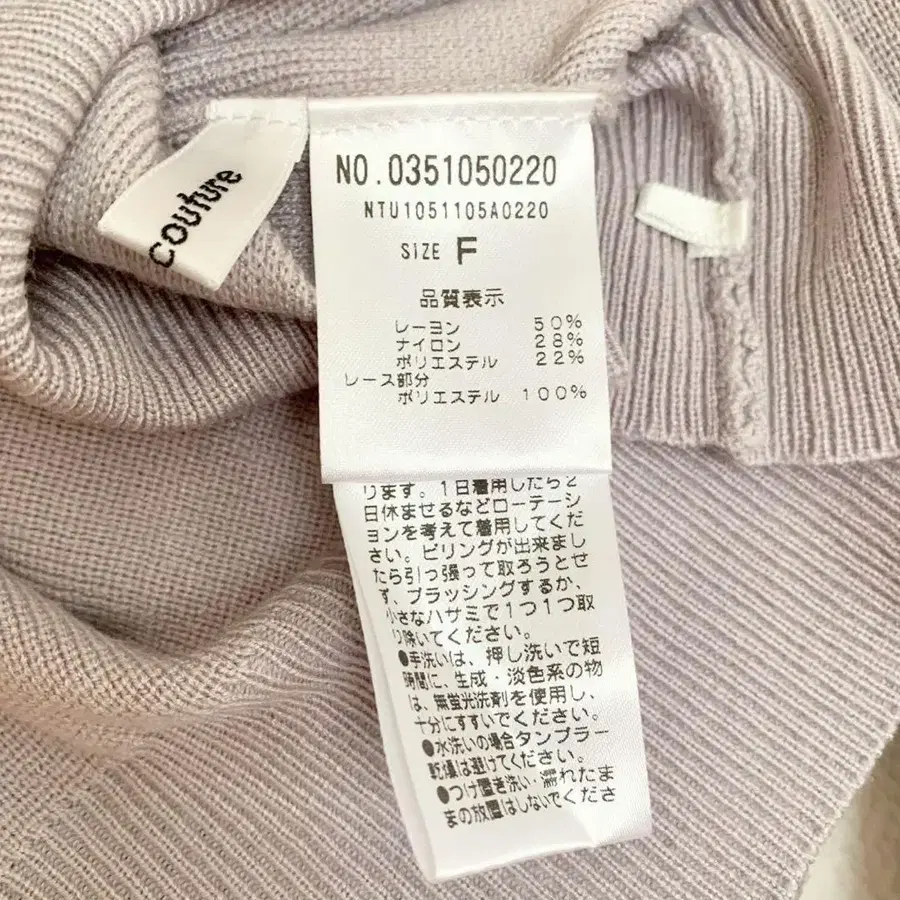 couture
NO.0351050220
NTU1051105A0220
SIZE F
品質表示
レーヨン 50%
ナイロン 28%
ポリエステル 22%
レース部分
ポリエステル 100%
ります。1日着用したら2
日休ませるなどローテーシ
ョンを考えて着用してくだ
さい。ピリングが出来まし
たら引っ張って取ろうとせ
ず、ブラッシングするか、
小さなハサミで1つ1つ取
り除いてください。
●手洗いは、押し洗いで短
時間に、生成・淡色系の物
は、無蛍光洗剤を使用し、
十分にすすいでください。
●水洗いの場合タンブラー
乾燥は避けてください。
●つけ置き洗い・濡れたま
まの放置はしないでくださ